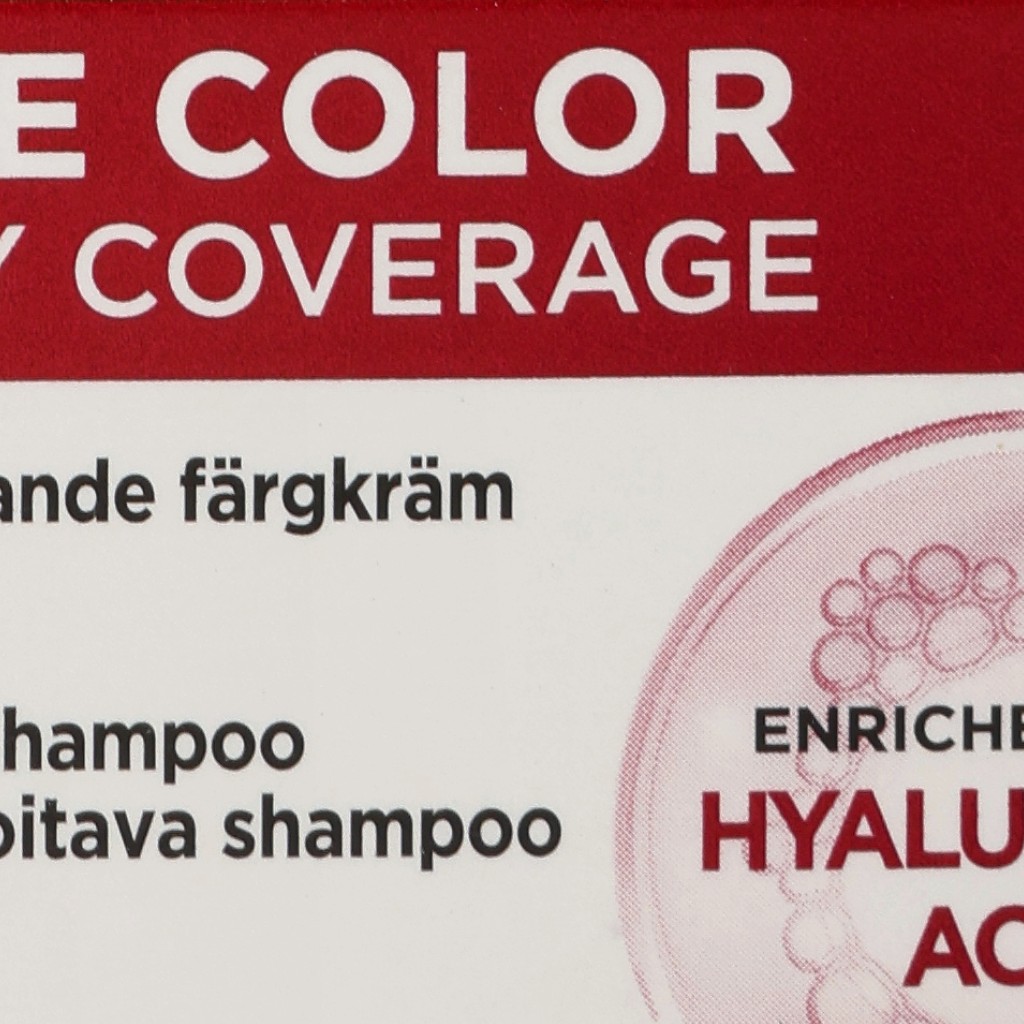 E COLOR
Y COVERAGE
ande färgkräm
hampoo
oitava shampoo
ENRICHE
HYALU
AC